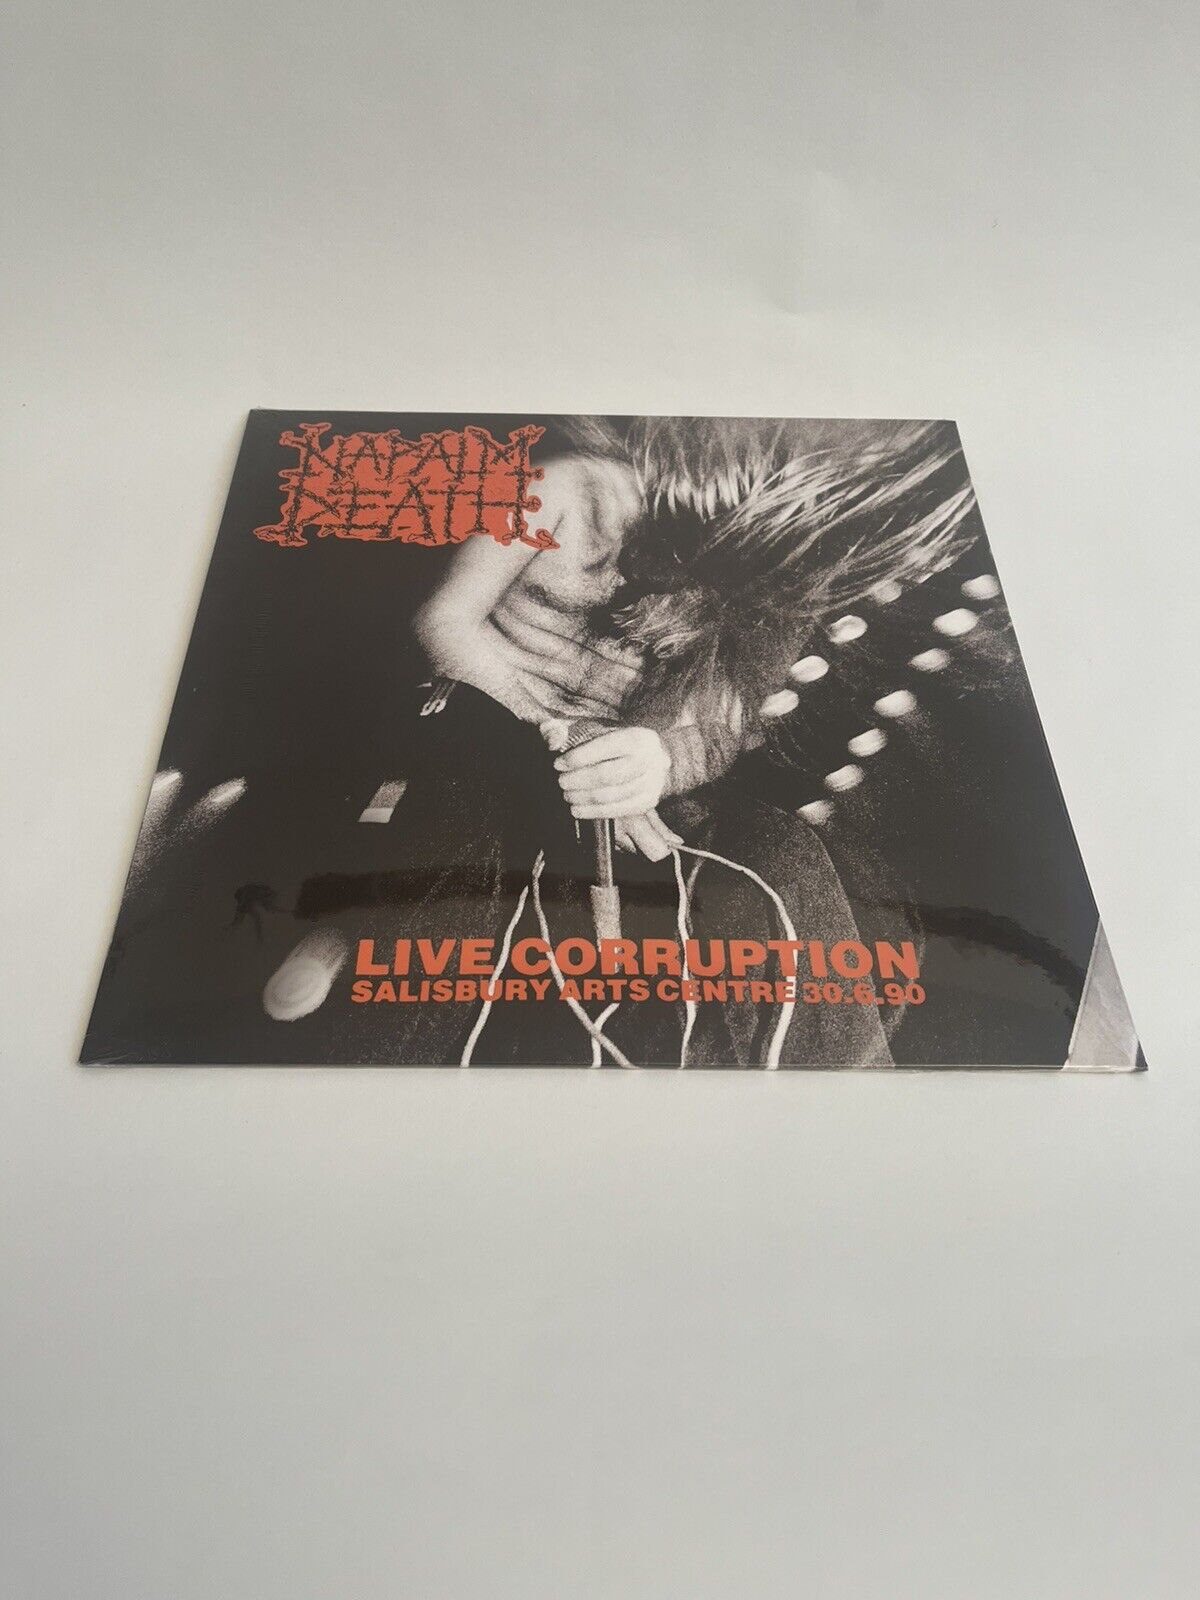 NAPALM
DEATH
LIVE CORRUPTION
SALISBURY ARTS CENTRE 30.6.90